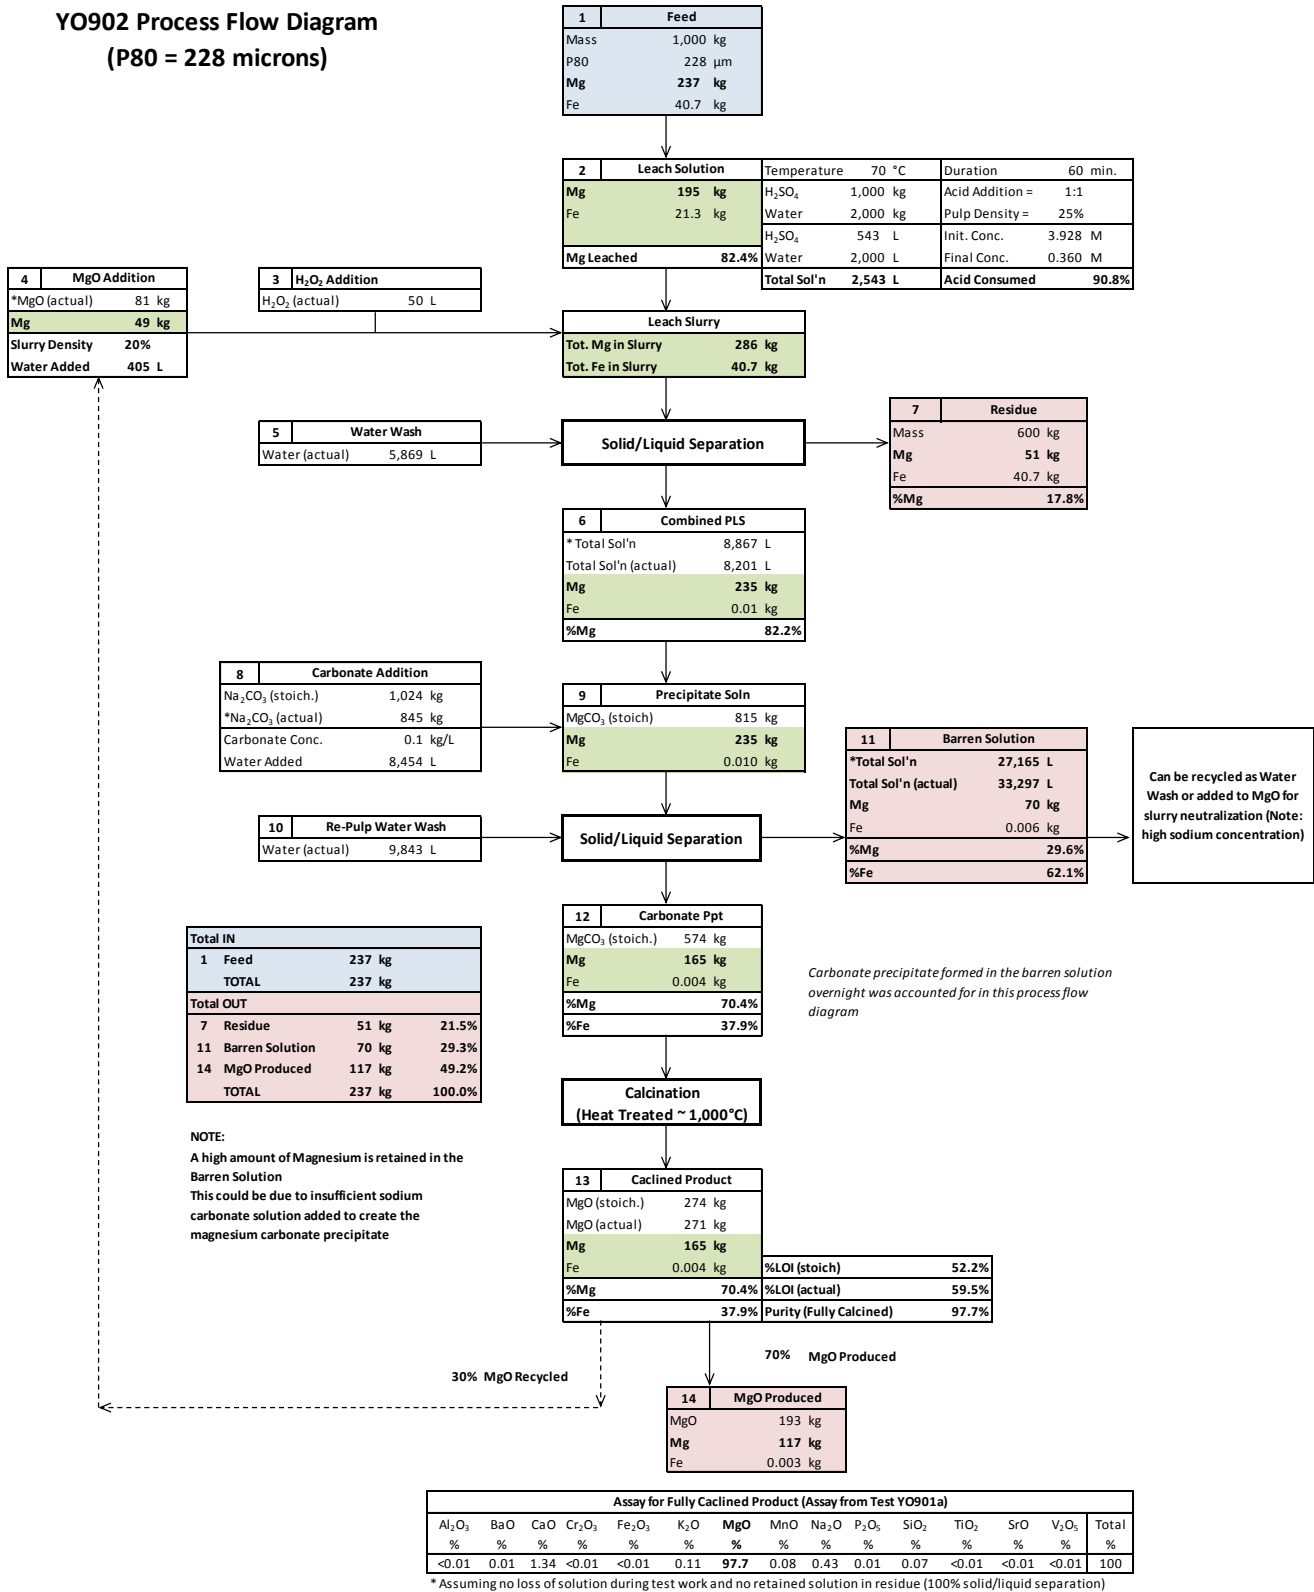 YO902 Process Flow Diagram
(P80 = 228 microns)
1 Feed
Mass 1,000 kg
P80 228 µm
Mg 237 kg
Fe 40.7 kg
2 Leach Solution
Mg 195 kg
Fe 21.3 kg
Mg Leached 82.4%
Temperature 70 °C Duration 60 min.
H₂SO₄ 1,000 kg Acid Addition = 1:1
Water 2,000 kg Pulp Density = 25%
H₂SO₄ 543 L Init. Conc. 3.928 M
Water 2,000 L Final Conc. 0.360 M
Total Sol'n 2,543 L Acid Consumed 90.8%
4 MgO Addition
*MgO (actual) 81 kg
Mg 49 kg
Slurry Density 20%
Water Added 405 L
3 H₂O₂ Addition
H₂O₂ (actual) 50 L
Leach Slurry
Tot. Mg in Slurry 286 kg
Tot. Fe in Slurry 40.7 kg
5 Water Wash
Water (actual) 5,869 L
Solid/Liquid Separation
7 Residue
Mass 600 kg
Mg 51 kg
Fe 40.7 kg
%Mg 17.8%
6 Combined PLS
* Total Sol'n 8,867 L
Total Sol'n (actual) 8,201 L
Mg 235 kg
Fe 0.01 kg
%Mg 82.2%
8 Carbonate Addition
Na₂CO₃ (stoich.) 1,024 kg
*Na₂CO₃ (actual) 845 kg
Carbonate Conc. 0.1 kg/L
Water Added 8,454 L
9 Precipitate Soln
MgCO₃ (stoich) 815 kg
Mg 235 kg
Fe 0.010 kg
10 Re-Pulp Water Wash
Water (actual) 9,843 L
Solid/Liquid Separation
11 Barren Solution
*Total Sol'n 27,165 L
Total Sol'n (actual) 33,297 L
Mg 70 kg
Fe 0.006 kg
%Mg 29.6%
%Fe 62.1%
Can be recycled as Water
Wash or added to MgO for
slurry neutralization (Note:
high sodium concentration)
12 Carbonate Ppt
MgCO₃ (stoich.) 574 kg
Mg 165 kg
Fe 0.004 kg
%Mg 70.4%
%Fe 37.9%
Carbonate precipitate formed in the barren solution
overnight was accounted for in this process flow
diagram
Total IN
1 Feed 237 kg
TOTAL 237 kg
Total OUT
7 Residue 51 kg 21.5%
11 Barren Solution 70 kg 29.3%
14 MgO Produced 117 kg 49.2%
TOTAL 237 kg 100.0%
NOTE:
A high amount of Magnesium is retained in the
Barren Solution
This could be due to insufficient sodium
carbonate solution added to create the
magnesium carbonate precipitate
Calcination
(Heat Treated ~ 1,000°C)
13 Caclined Product
MgO (stoich.) 274 kg
MgO (actual) 271 kg
Mg 165 kg
Fe 0.004 kg
%Mg 70.4%
%Fe 37.9%
%LOI (stoich) 52.2%
%LOI (actual) 59.5%
Purity (Fully Calcined) 97.7%
70% MgO Produced
30% MgO Recycled
14 MgO Produced
MgO 193 kg
Mg 117 kg
Fe 0.003 kg
Assay for Fully Caclined Product (Assay from Test YO901a)
Al₂O₃ BaO CaO Cr₂O₃ Fe₂O₃ K₂O MgO MnO Na₂O P₂O₅ SiO₂ TiO₂ SrO V₂O₅ Total
% % % % % % % % % % % % % % %
<0.01 0.01 1.34 <0.01 <0.01 0.11 97.7 0.08 0.43 0.01 0.07 <0.01 <0.01 <0.01 100
* Assuming no loss of solution during test work and no retained solution in residue (100% solid/liquid separation)